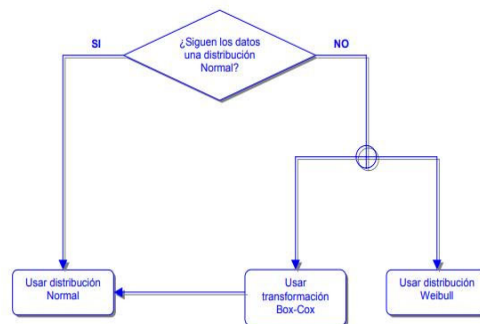 SI
¿Siguen los datos
una distribución
Normal?
NO
Usar distribución
Normal
Usar
transformación
Box-Cox
Usar distribución
Weibull